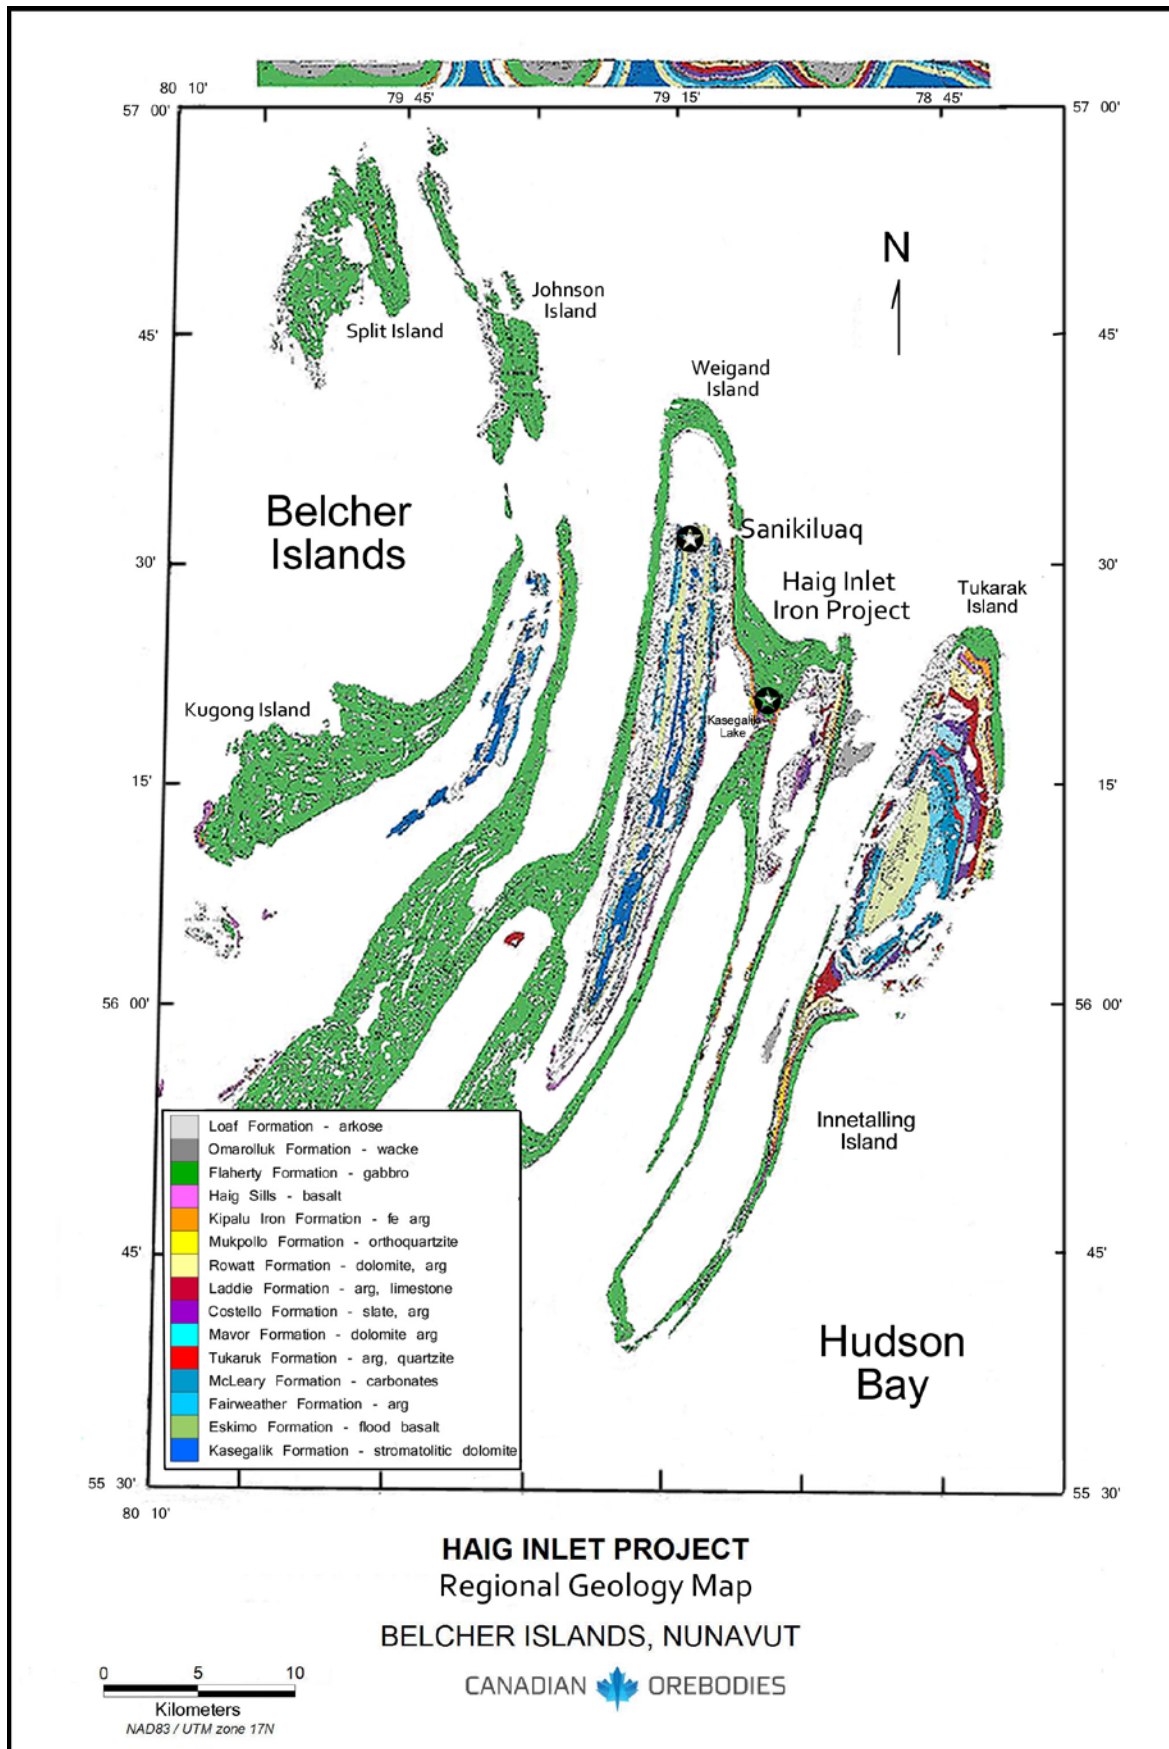 80 10'
79 45'
79 15'
78 45'
57 00'
57 00'
N
Johnson
Island
Split Island
45'
45'
Weigand
Island
Belcher
Islands
Sanikiluaq
30'
30'
Haig Inlet
Iron Project
Tukarak
Island
Kugong Island
Kasegalik
Lake
15'
15'
56 00'
56 00'
Innetalling
Island
Loaf Formation - arkose
Omarolluk Formation - wacke
Flaherty Formation - gabbro
Haig Sills - basalt
Kipalu Iron Formation - fe arg
Mukpollo Formation - orthoquartzite
Rowatt Formation - dolomite, arg
Laddie Formation - arg, limestone
Costello Formation - slate, arg
Mavor Formation - dolomite arg
Tukaruk Formation - arg, quartzite
McLeary Formation - carbonates
Fairweather Formation - arg
Eskimo Formation - flood basalt
Kasegalik Formation - stromatolitic dolomite
45'
45'
Hudson
Bay
55 30'
55 30'
80 10'
HAIG INLET PROJECT
Regional Geology Map
BELCHER ISLANDS, NUNAVUT
CANADIAN OREBODIES
0 5 10
Kilometers
NAD83 / UTM zone 17N